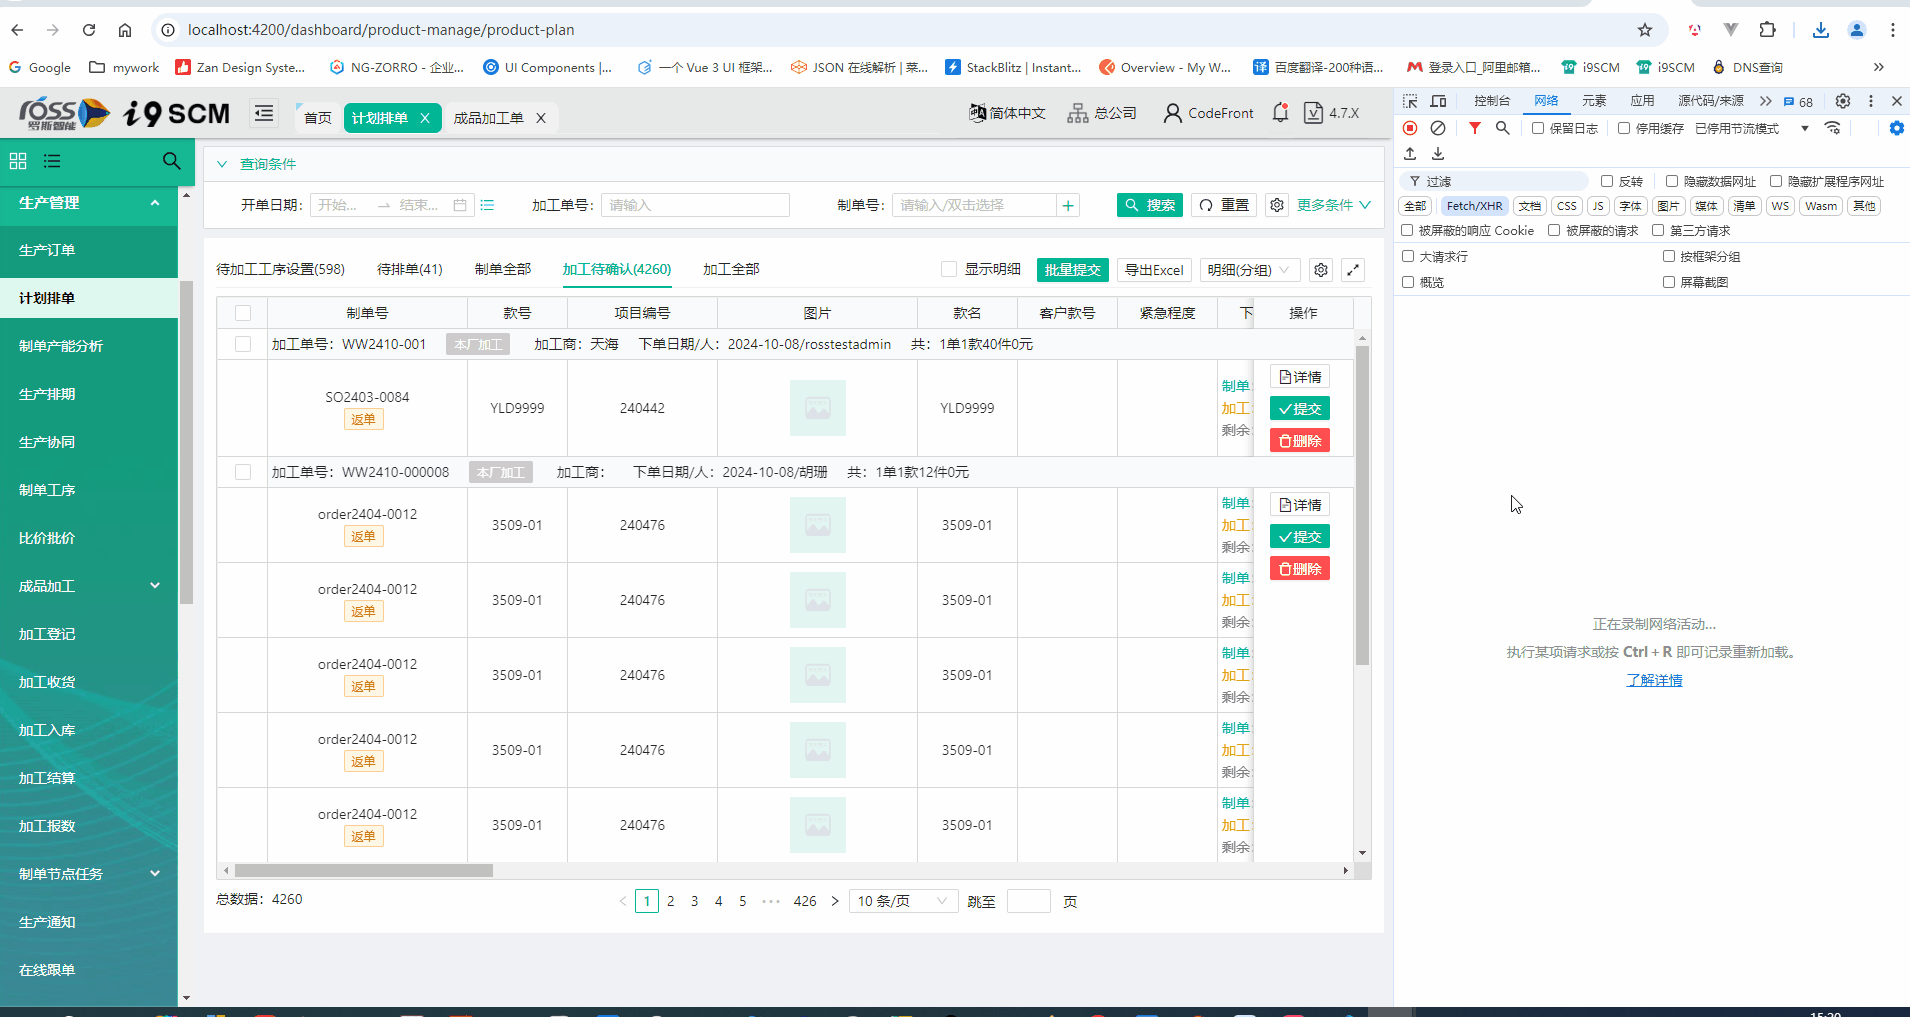 localhost:4200/dashboard/product-manage/product-plan
Google mywork Zan Design Syste... NG-ZORRO - 企业... UI Components |... 一个 Vue 3 UI 框架... JSON 在线解析 | 菜... StackBlitz | Instant... Overview - My W... 百度翻译-200种语... 登录入口_阿里邮箱... i9SCM i9SCM DNS查询
ross 罗斯智能 i9 SCM
首页 计划排单 成品加工单
简体中文 总公司 CodeFront 4.7.X
生产管理
生产订单
计划排单
制单产能分析
生产排期
生产协同
制单工序
比价批价
成品加工
加工登记
加工收货
加工入库
加工结算
加工报数
制单节点任务
生产通知
在线跟单
查询条件
开单日期: 开始... 结束... 加工单号: 请输入 制单号: 请输入/双击选择 搜索 重置 更多条件
待加工工序设置(598) 待排单(41) 制单全部 加工待确认(4260) 加工全部 显示明细 批量提交 导出Excel 明细(分组)
制单号 款号 项目编号 图片 款名 客户款号 紧急程度 下 操作
加工单号: WW2410-001 本厂加工 加工商: 天海 下单日期/人: 2024-10-08/rosstestadmin 共: 1单1款40件0元
SO2403-0084 返单 YLD9999 240442 YLD9999 制单: 加工: 剩余: 详情 提交 删除
加工单号: WW2410-000008 本厂加工 加工商: 下单日期/人: 2024-10-08/胡珊 共: 1单1款12件0元
order2404-0012 返单 3509-01 240476 3509-01 制单: 加工: 剩余: 详情 提交 删除
order2404-0012 返单 3509-01 240476 3509-01 制单: 加工: 剩余:
order2404-0012 返单 3509-01 240476 3509-01 制单: 加工: 剩余:
order2404-0012 返单 3509-01 240476 3509-01 制单: 加工: 剩余:
order2404-0012 返单 3509-01 240476 3509-01 制单: 加工: 剩余:
总数据: 4260 1 2 3 4 5 ••• 426 10 条/页 跳至 页
控制台 网络 元素 应用 源代码/来源 68
保留日志 停用缓存 已停用节流模式
过滤 反转 隐藏数据网址 隐藏扩展程序网址
全部 Fetch/XHR 文档 CSS JS 字体 图片 媒体 清单 WS Wasm 其他
被屏蔽的响应 Cookie 被屏蔽的请求 第三方请求
大请求行 按框架分组
概览 屏幕截图
正在录制网络活动...
执行某项请求或按 Ctrl + R 即可记录重新加载。
了解详情